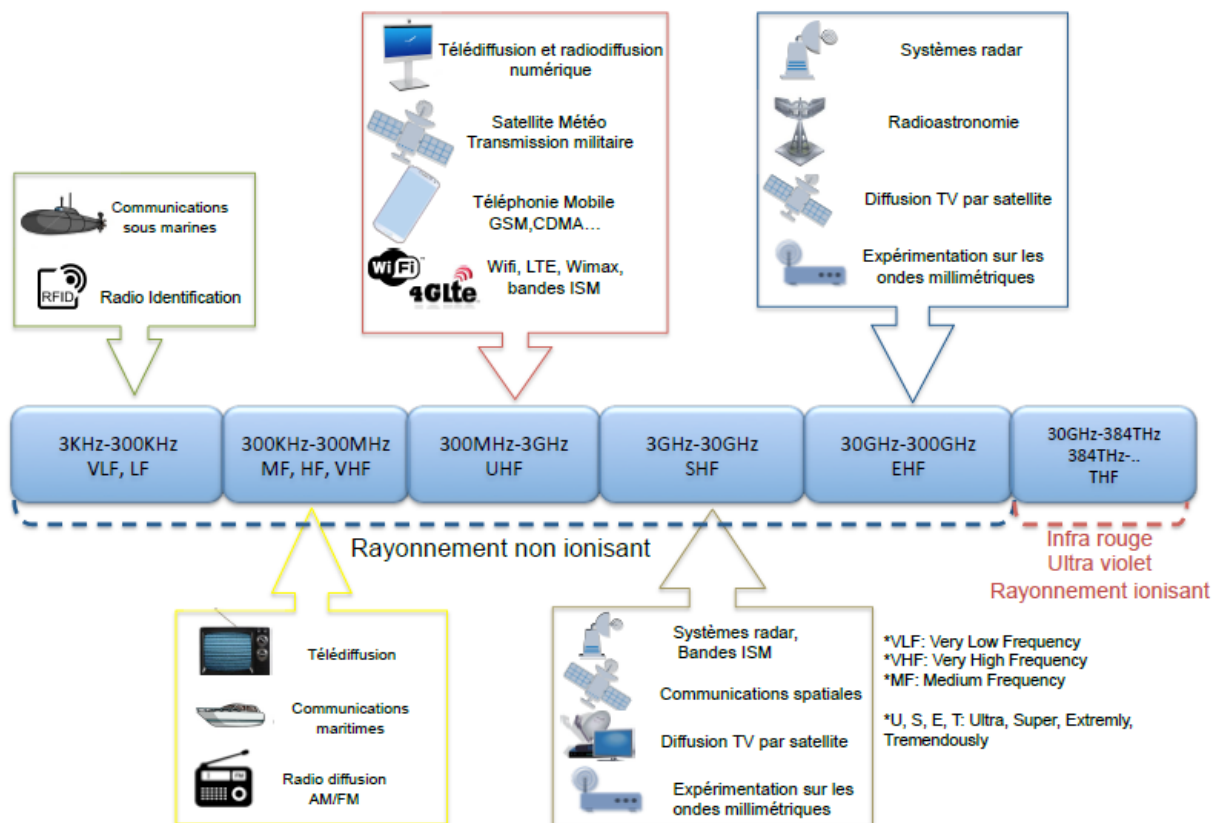 Télédiffusion et radiodiffusion
numérique
Satellite Météo
Transmission militaire
Téléphonie Mobile
GSM,CDMA…
WiFi™
4Glte™
Wifi, LTE, Wimax,
bandes ISM
Systèmes radar
Radioastronomie
Diffusion TV par satellite
Expérimentation sur les
ondes millimétriques
Communications
sous marines
RFID
Radio Identification
3KHz-300KHz
VLF, LF
300KHz-300MHz
MF, HF, VHF
300MHz-3GHz
UHF
3GHz-30GHz
SHF
30GHz-300GHz
EHF
30GHz-384THz
384THz-..
THF
Rayonnement non ionisant
Infra rouge
Ultra violet
Rayonnement ionisant
Télédiffusion
Communications
maritimes
FM
Radio diffusion
AM/FM
Systèmes radar,
Bandes ISM
Communications spatiales
Diffusion TV par satellite
Expérimentation sur les
ondes millimétriques
*VLF: Very Low Frequency
*VHF: Very High Frequency
*MF: Medium Frequency
*U, S, E, T: Ultra, Super, Extremly,
Tremendously